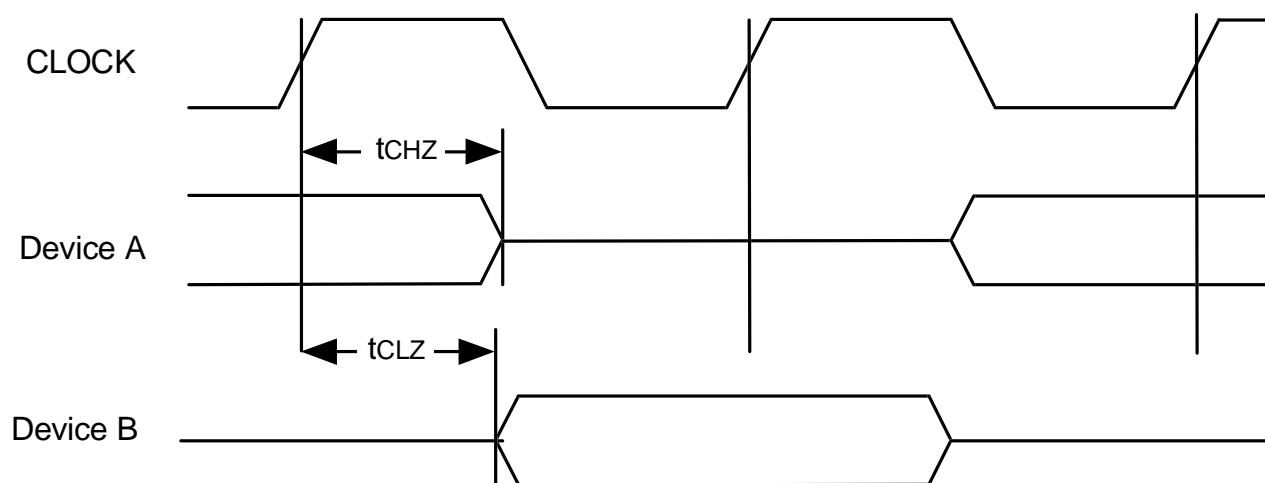 CLOCK
tCHZ
Device A
tCLZ
Device B